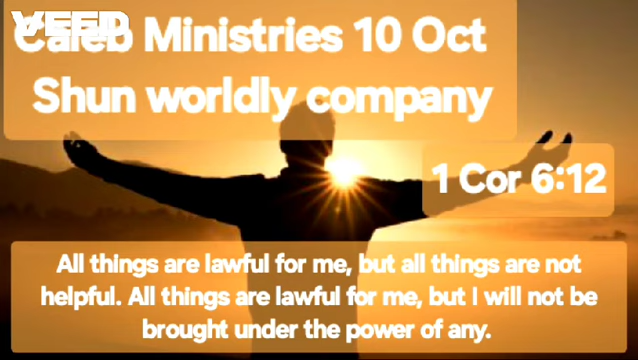 VEED
Caleb Ministries 10 Oct
Shun worldly company
1 Cor 6:12
All things are lawful for me, but all things are not
helpful. All things are lawful for me, but I will not be
brought under the power of any.